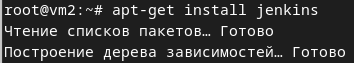 root@vm2:~# apt-get install jenkins
Чтение списков пакетов… Готово
Построение дерева зависимостей… Готово